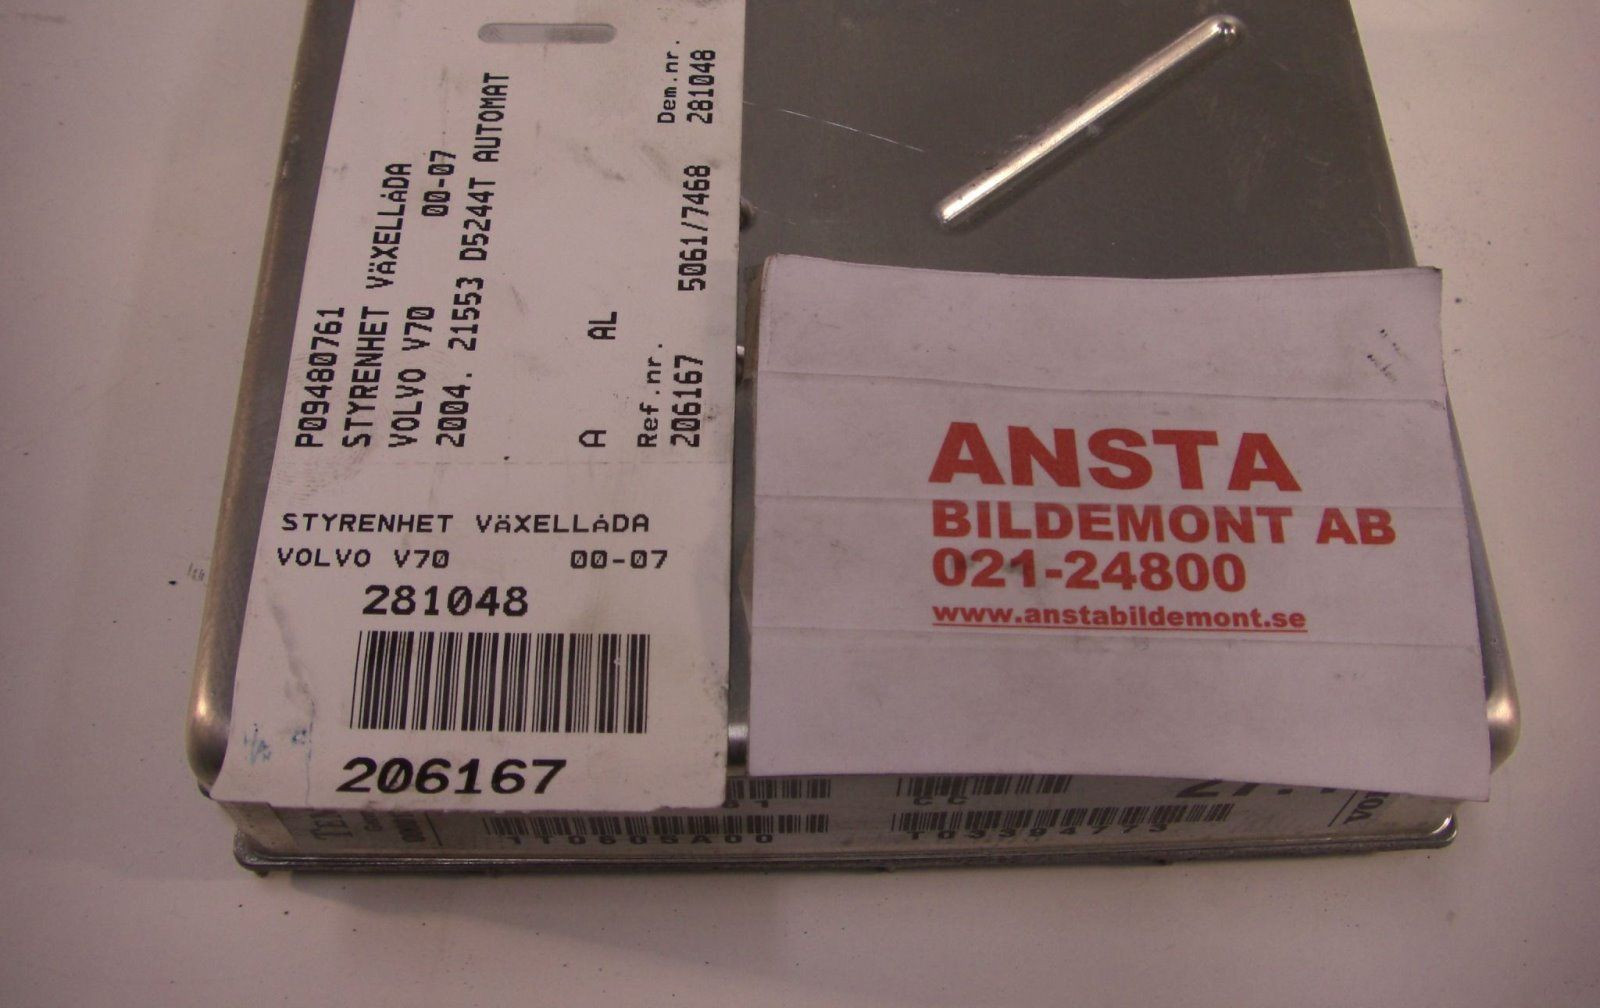 P09480761
STYRENHET VÄXELLÅDA
VOLVO V70 00-07
2004. 21553 D5244T AUTOMAT
A AL
Ref.nr. Dem.nr.
206167 5061/7468 281048
STYRENHET VÄXELLÅDA
VOLVO V70 00-07
281048
206167
ANSTA
BILDEMONT AB
021-24800
www.anstabildemont.se
CC